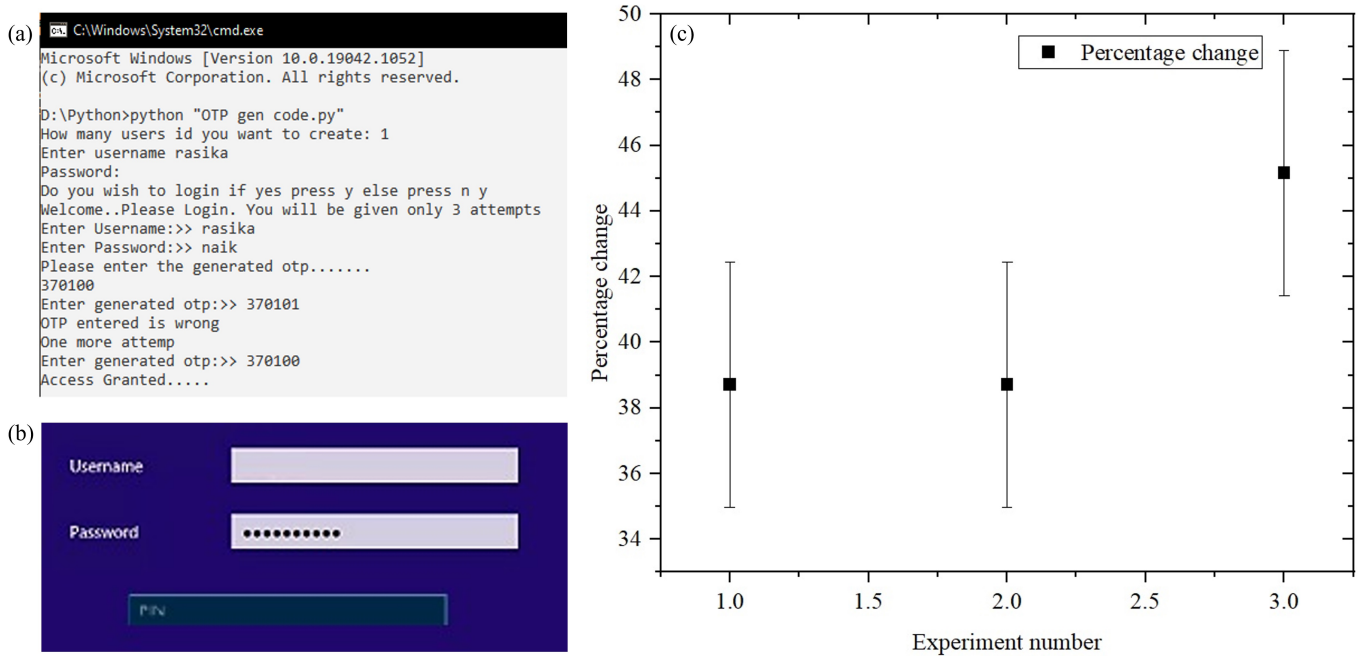 (a)
C:\Windows\System32\cmd.exe
Microsoft Windows [Version 10.0.19042.1052]
(c) Microsoft Corporation. All rights reserved.
D:\Python>python "OTP gen code.py"
How many users id you want to create: 1
Enter username rasika
Password:
Do you wish to login if yes press y else press n y
Welcome..Please Login. You will be given only 3 attempts
Enter Username:>> rasika
Enter Password:>> naik
Please enter the generated otp.......
370100
Enter generated otp:>> 370101
OTP entered is wrong
One more attemp
Enter generated otp:>> 370100
Access Granted.....
(b)
Username
Password
PIN
(c)
Percentage change
Percentage change
50
48
46
44
42
40
38
36
34
1.0 1.5 2.0 2.5 3.0
Experiment number